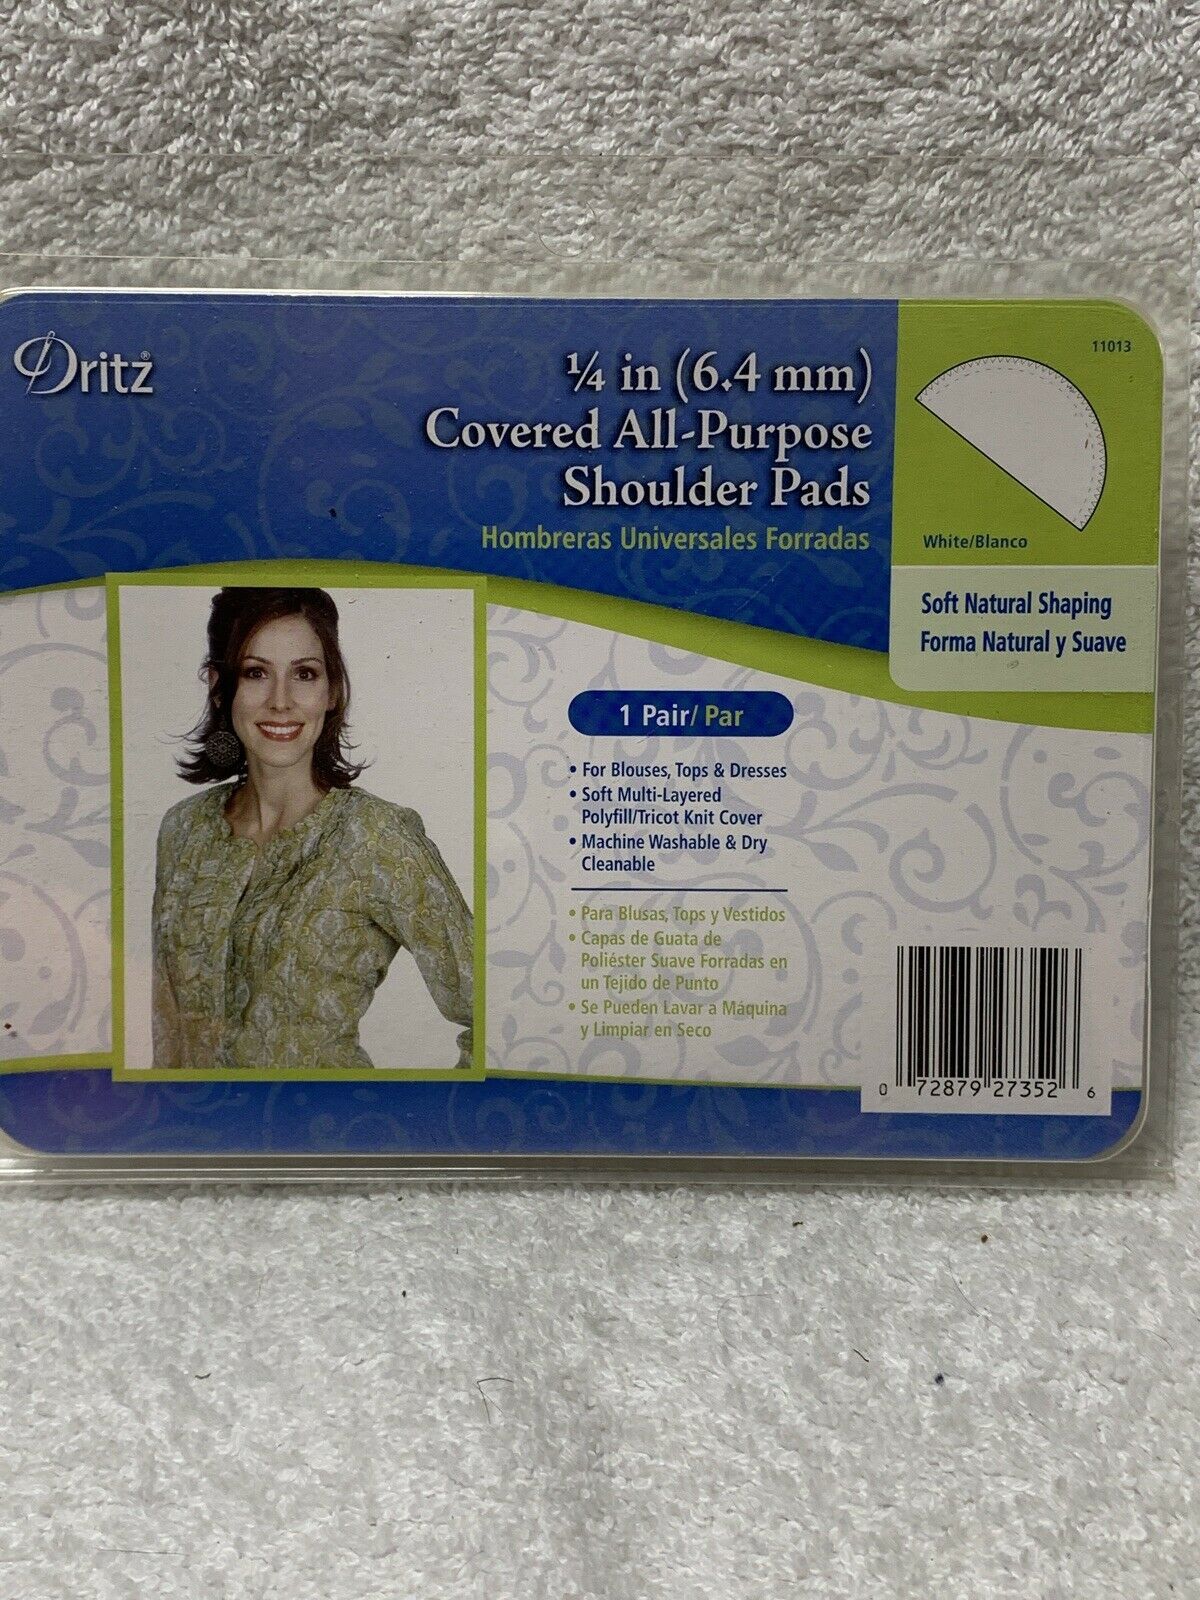 Dritz®
¼ in (6.4 mm)
Covered All-Purpose
Shoulder Pads
Hombreras Universales Forradas
11013
White/Blanco
Soft Natural Shaping
Forma Natural y Suave
1 Pair/ Par
• For Blouses, Tops & Dresses
• Soft Multi-Layered
Polyfill/Tricot Knit Cover
• Machine Washable & Dry
Cleanable
• Para Blusas, Tops y Vestidos
• Capas de Guata de
Poliéster Suave Forradas en
un Tejido de Punto
• Se Pueden Lavar a Máquina
y Limpiar en Seco
0 72879 27352 6